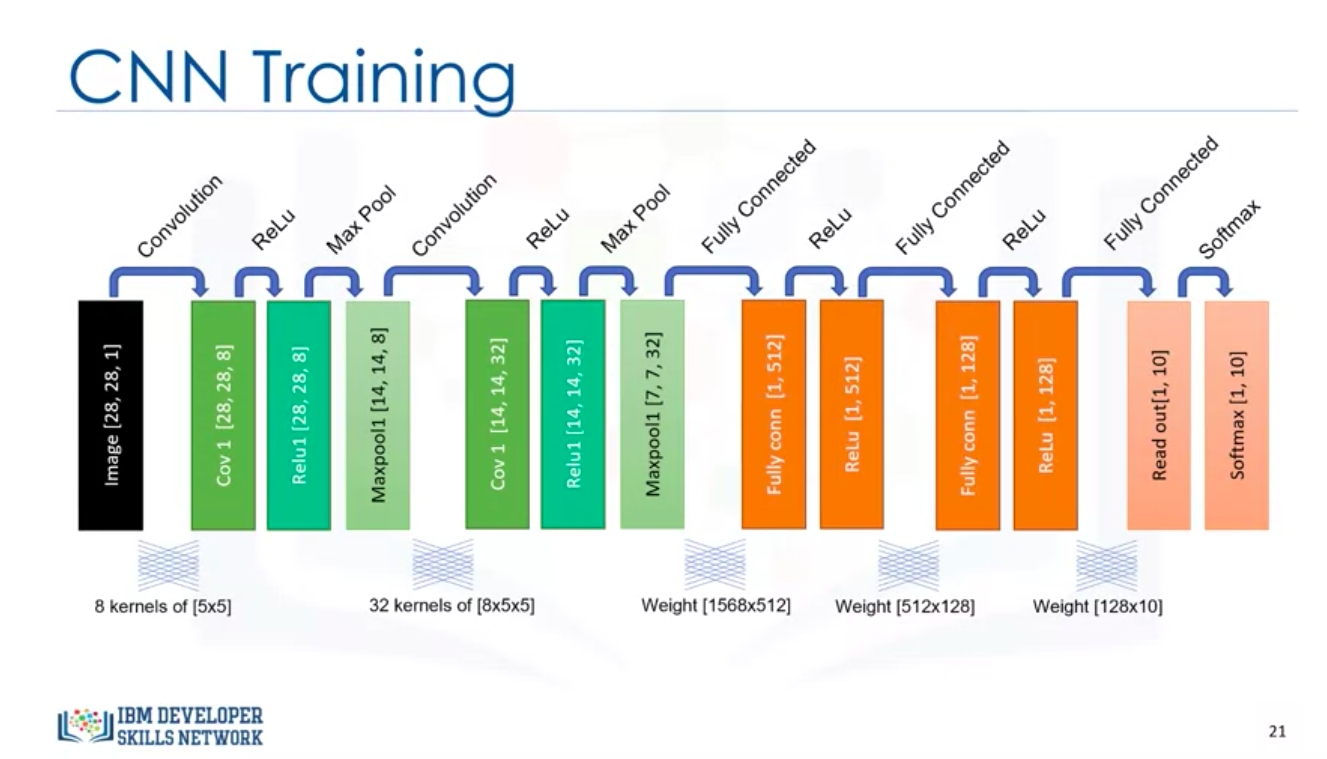 CNN Training
Convolution
ReLu
Max Pool
Convolution
ReLu
Max Pool
Fully Connected
ReLu
Fully Connected
ReLu
Fully Connected
Softmax
Image [28, 28, 1]
Cov 1 [28, 28, 8]
Relu1 [28, 28, 8]
Maxpool1 [14, 14, 8]
Cov 1 [14, 14, 32]
Relu1 [14, 14, 32]
Maxpool1 [7, 7, 32]
Fully conn [1, 512]
ReLu [1, 512]
Fully conn [1, 128]
ReLu [1, 128]
Read out[1, 10]
Softmax [1, 10]
8 kernels of [5x5]
32 kernels of [8x5x5]
Weight [1568x512]
Weight [512x128]
Weight [128x10]
IBM DEVELOPER
SKILLS NETWORK
21